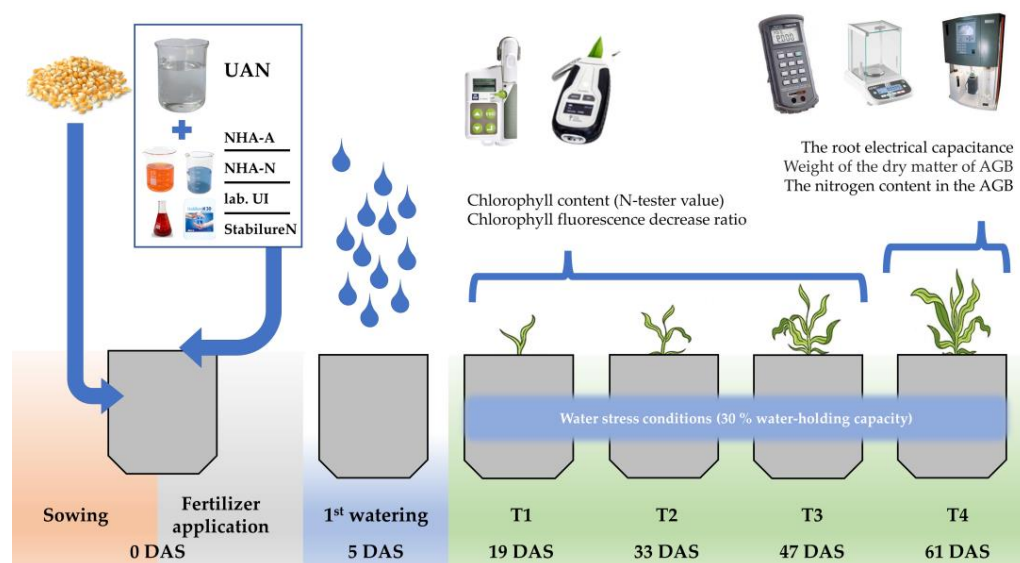 UAN
NHA-A
NHA-N
lab. UI
StabilureN
Chlorophyll content (N-tester value)
Chlorophyll fluorescence decrease ratio
The root electrical capacitance
Weight of the dry matter of AGB
The nitrogen content in the AGB
Water stress conditions (30 % water-holding capacity)
Sowing
Fertilizer
application
0 DAS
1st watering
5 DAS
T1
19 DAS
T2
33 DAS
T3
47 DAS
T4
61 DAS